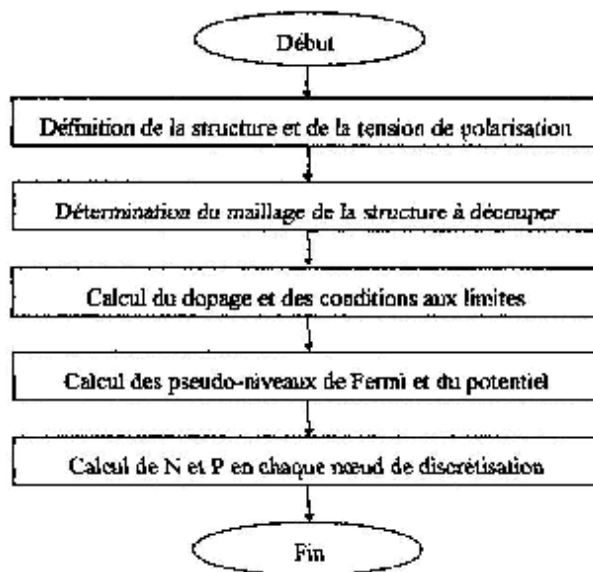 Début
Définition de la structure et de la tension de polarisation
Détermination du maillage de la structure à découper
Calcul du dopage et des conditions aux limites
Calcul des pseudo-niveaux de Fermi et du potentiel
Calcul de N et P en chaque nœud de discrétisation
Fin